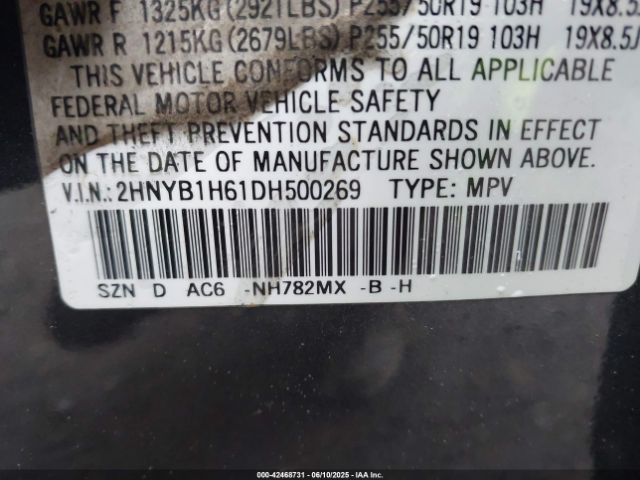 GAWR F 1325KG(2921LBS)P255/50R19 103H 19X8.5J
GAWR R 1215KG(2679LBS)P255/50R19 103H 19X8.5J
THIS VEHICLE CONFORMS TO ALL APPLICABLE
FEDERAL MOTOR VEHICLE SAFETY
AND THEFT PREVENTION STANDARDS IN EFFECT
ON THE DATE OF MANUFACTURE SHOWN ABOVE.
V.I.N.: 2HNYB1H61DH500269 TYPE: MPV
SZN D AC6 -NH782MX -B -H
000-42468731 - 06/10/2025 - IAA Inc.